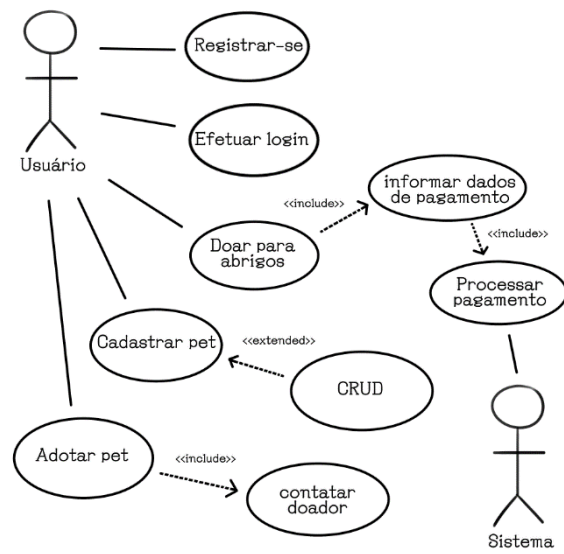 Registrar-se
Efetuar login
Usuário
informar dados
de pagamento
<<include>>
<<include>>
Doar para
abrigos
Processar
pagamento
Cadastrar pet
<<extended>>
CRUD
Adotar pet
<<include>>
contatar
doador
Sistema